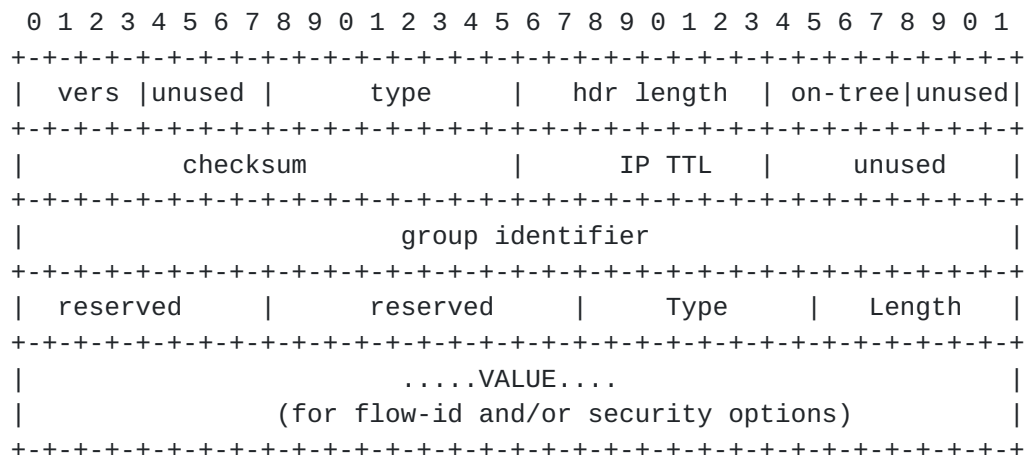 0 1 2 3 4 5 6 7 8 9 0 1 2 3 4 5 6 7 8 9 0 1 2 3 4 5 6 7 8 9 0 1
+-+-+-+-+-+-+-+-+-+-+-+-+-+-+-+-+-+-+-+-+-+-+-+-+-+-+-+-+-+-+-+-+
|  vers |unused |      type     |   hdr length  | on-tree|unused|
+-+-+-+-+-+-+-+-+-+-+-+-+-+-+-+-+-+-+-+-+-+-+-+-+-+-+-+-+-+-+-+-+
|          checksum             |      IP TTL   |     unused    |
+-+-+-+-+-+-+-+-+-+-+-+-+-+-+-+-+-+-+-+-+-+-+-+-+-+-+-+-+-+-+-+-+
|                        group identifier                       |
+-+-+-+-+-+-+-+-+-+-+-+-+-+-+-+-+-+-+-+-+-+-+-+-+-+-+-+-+-+-+-+-+
|  reserved     |      reserved     |     Type     |   Length   |
+-+-+-+-+-+-+-+-+-+-+-+-+-+-+-+-+-+-+-+-+-+-+-+-+-+-+-+-+-+-+-+-+
|                        .....VALUE....                         |
|                (for flow-id and/or security options)          |
+-+-+-+-+-+-+-+-+-+-+-+-+-+-+-+-+-+-+-+-+-+-+-+-+-+-+-+-+-+-+-+-+